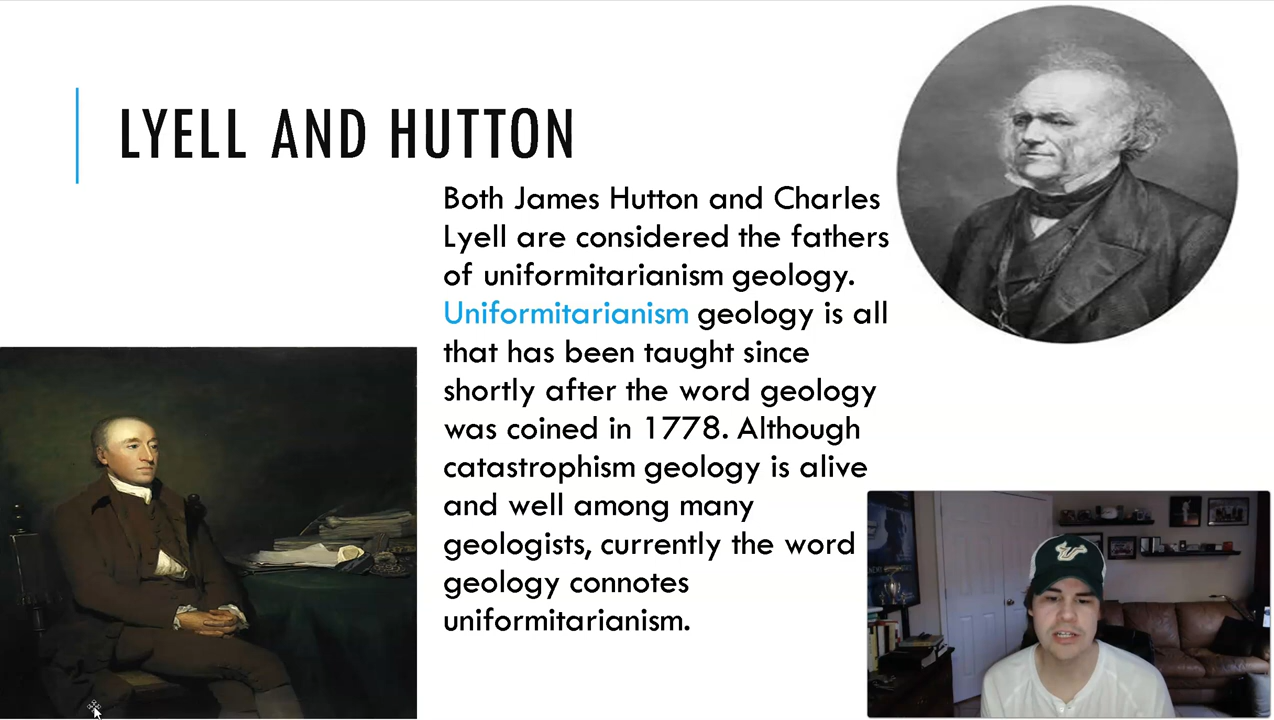 LYELL AND HUTTON
Both James Hutton and Charles
Lyell are considered the fathers
of uniformitarianism geology.
Uniformitarianism geology is all
that has been taught since
shortly after the word geology
was coined in 1778. Although
catastrophism geology is alive
and well among many
geologists, currently the word
geology connotes
uniformitarianism.